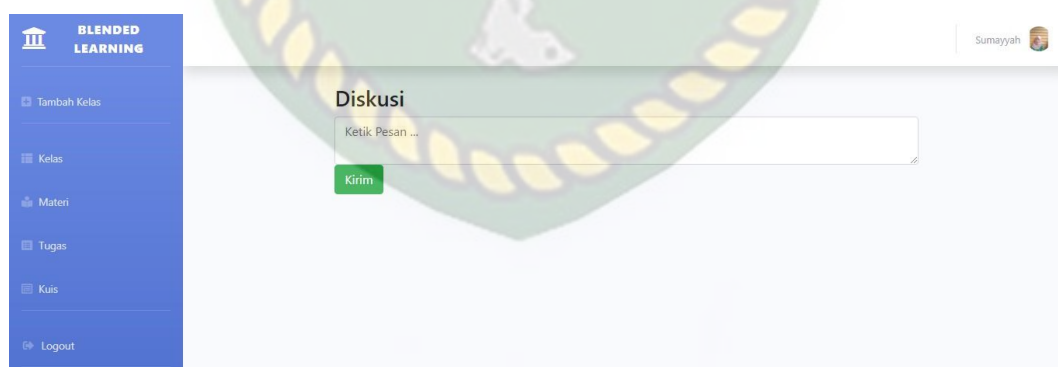 BLENDED
LEARNING
Sumayyah
Tambah Kelas
Diskusi
Ketik Pesan ...
Kirim
Kelas
Materi
Tugas
Kuis
Logout